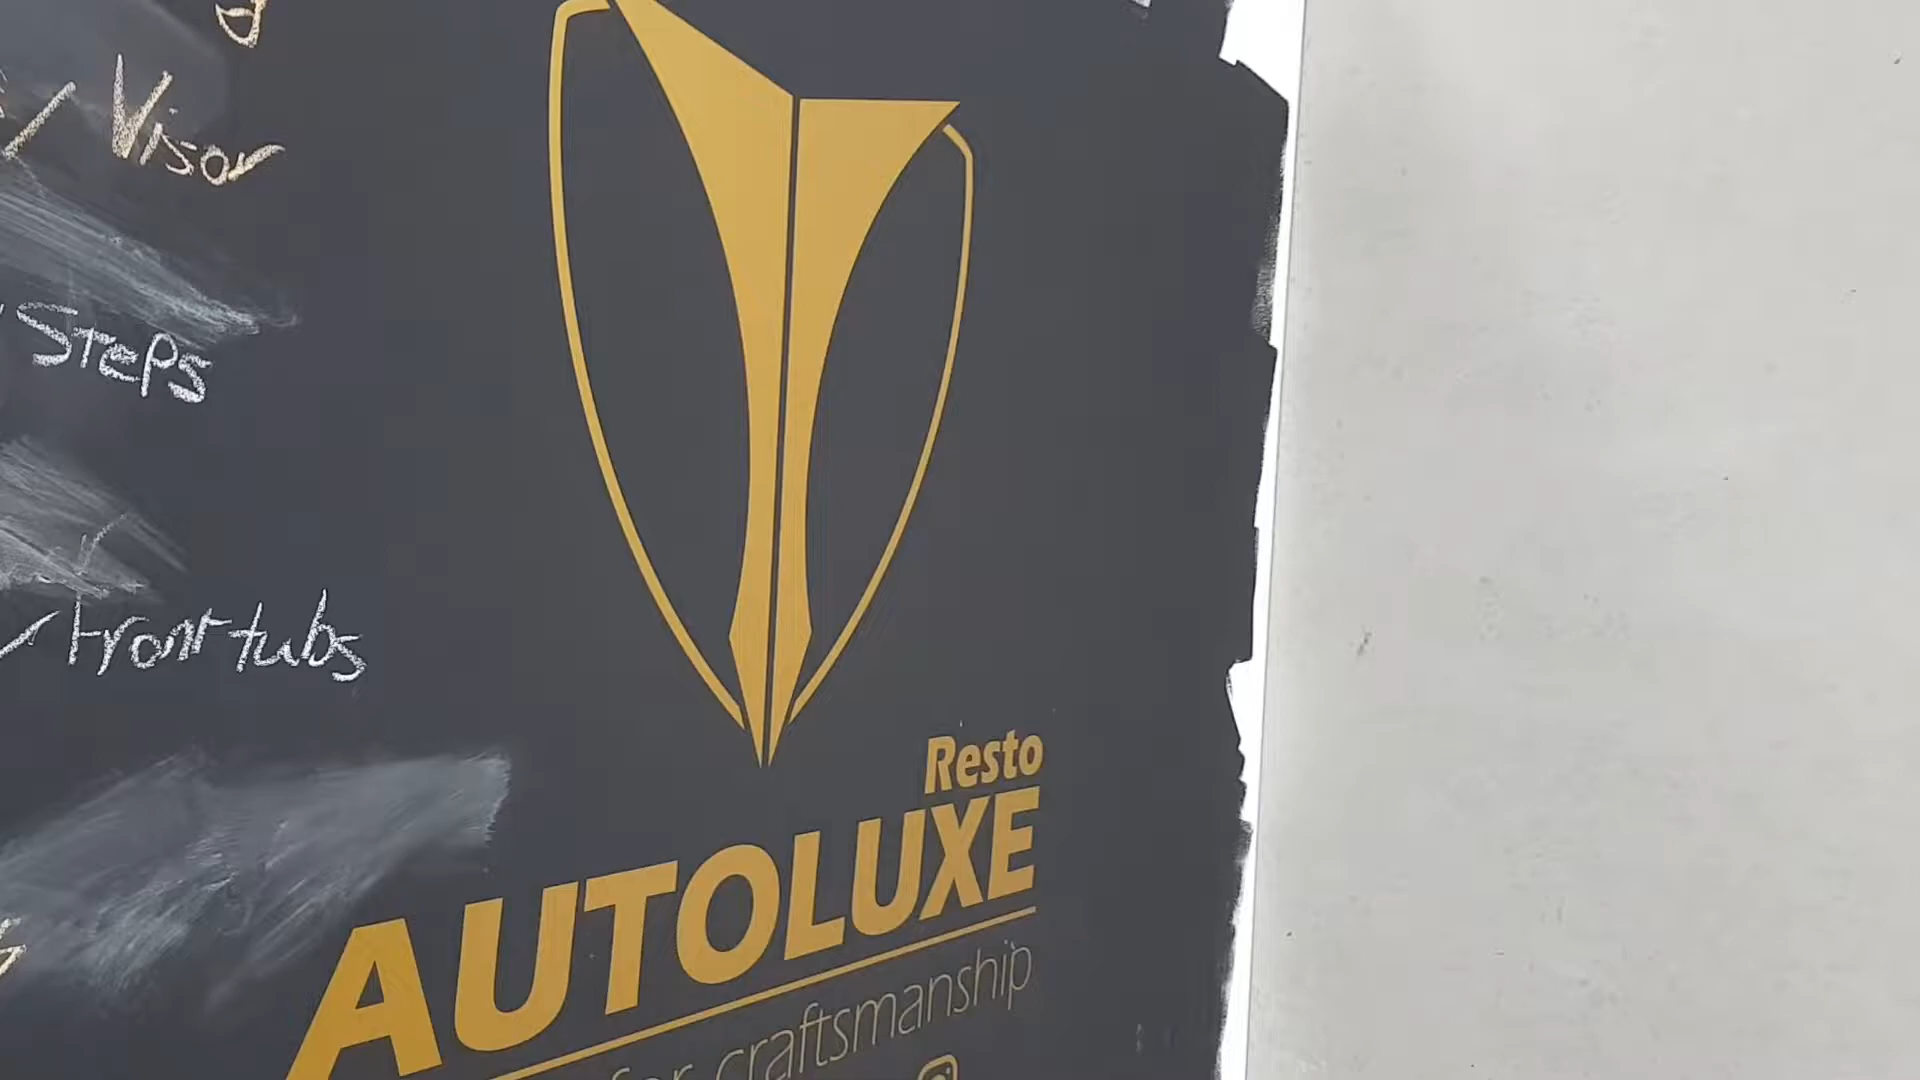 / Visor
Steps
Front tubs
Resto
AUTOLUXE
for craftsmanship